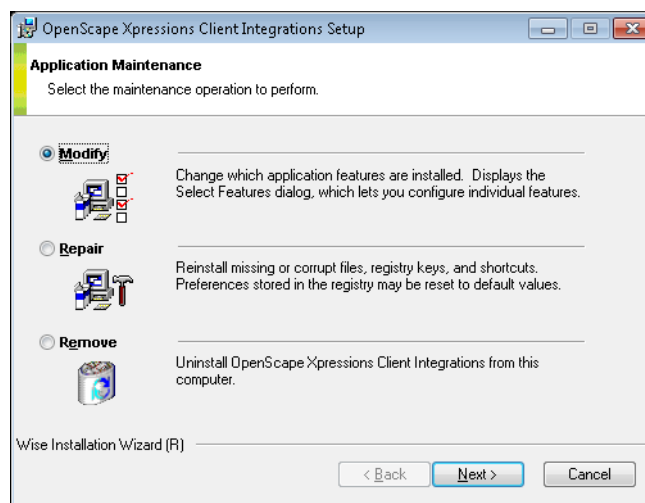 OpenScape Xpressions Client Integrations Setup
Application Maintenance
Select the maintenance operation to perform.
Modify
Change which application features are installed. Displays the
Select Features dialog, which lets you configure individual features.
Repair
Reinstall missing or corrupt files, registry keys, and shortcuts.
Preferences stored in the registry may be reset to default values.
Remove
Uninstall OpenScape Xpressions Client Integrations from this
computer.
Wise Installation Wizard (R)
< Back Next > Cancel